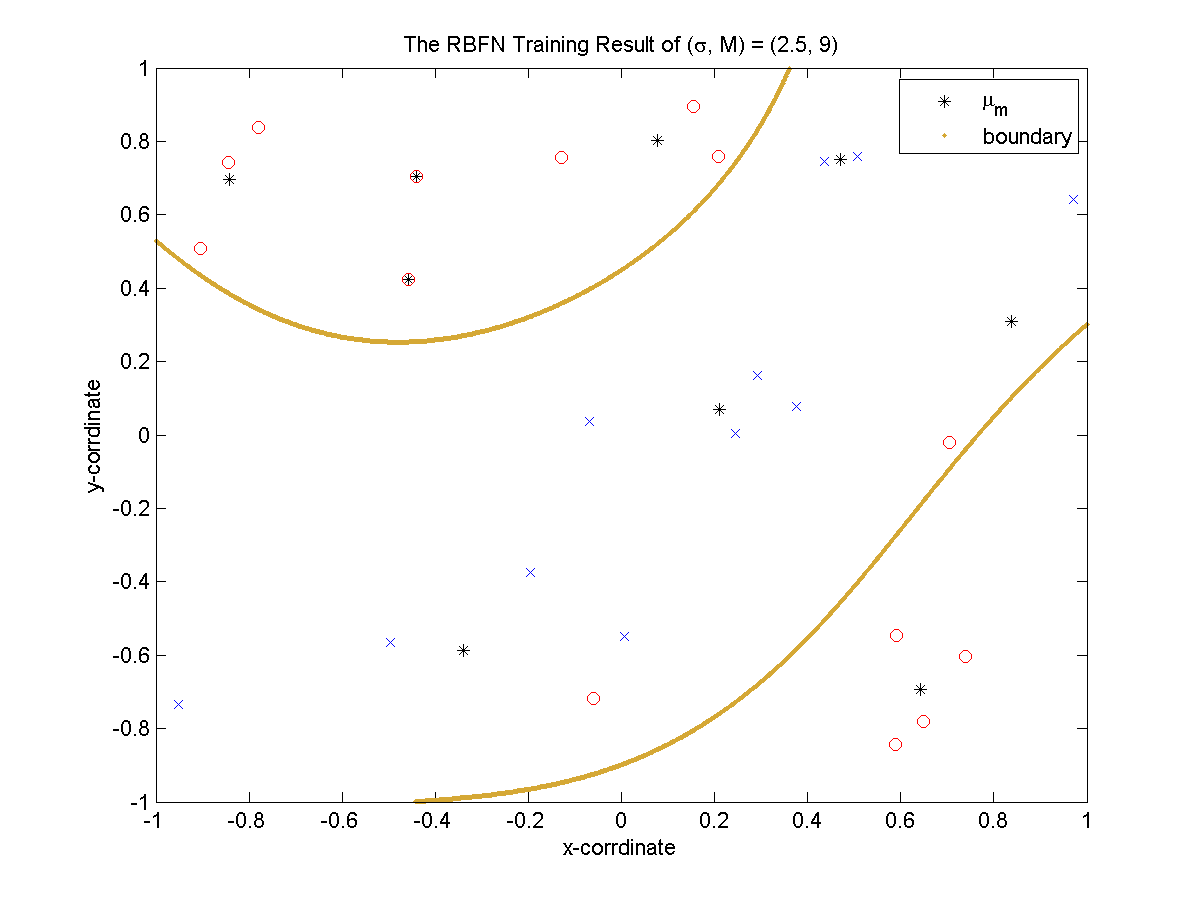 The RBFN Training Result of (σ, M) = (2.5, 9)
μm
boundary
1
0.8
0.6
0.4
0.2
0
-0.2
-0.4
-0.6
-0.8
-1
y-corrdinate
-1 -0.8 -0.6 -0.4 -0.2 0 0.2 0.4 0.6 0.8 1
x-corrdinate